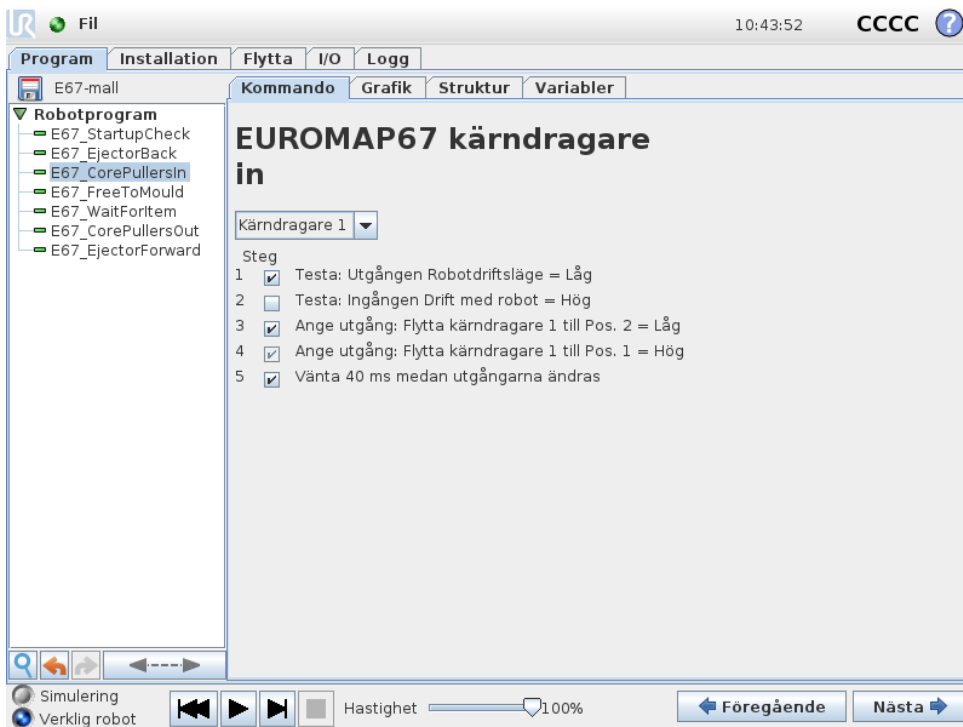 UR Fil 10:43:52 CCCC ?
Program Installation Flytta I/O Logg
E67-mall Kommando Grafik Struktur Variabler
Robotprogram
E67_StartupCheck
E67_EjectorBack
E67_CorePullersIn
E67_FreeToMould
E67_WaitForItem
E67_CorePullersOut
E67_EjectorForward
EUROMAP67 kärndragare
in
Kärndragare 1
Steg
1 Testa: Utgången Robotdriftsläge = Låg
2 Testa: Ingången Drift med robot = Hög
3 Ange utgång: Flytta kärndragare 1 till Pos. 2 = Låg
4 Ange utgång: Flytta kärndragare 1 till Pos. 1 = Hög
5 Vänta 40 ms medan utgångarna ändras
Simulering
Verklig robot
Hastighet 100% Föregående Nästa